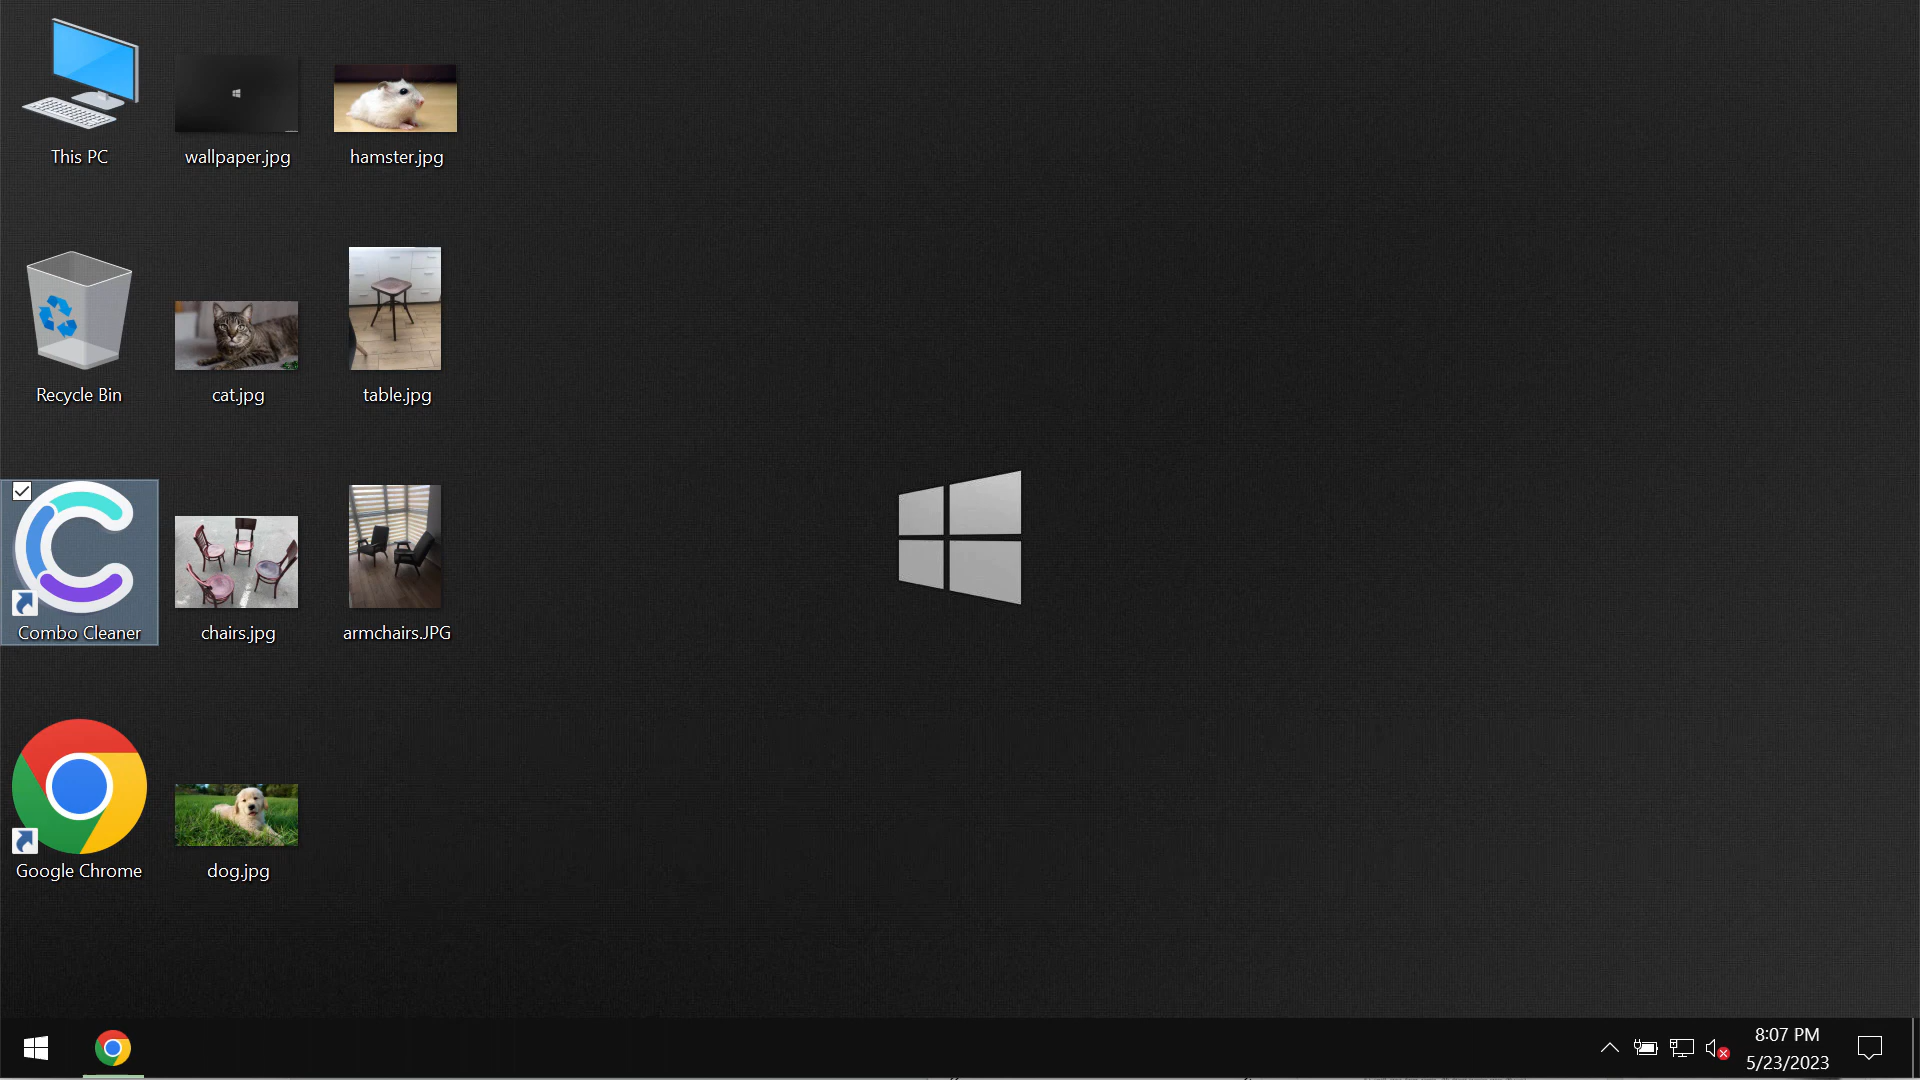 This PC
wallpaper.jpg
hamster.jpg
Recycle Bin
cat.jpg
table.jpg
Combo Cleaner
chairs.jpg
armchairs.JPG
Google Chrome
dog.jpg
8:07 PM
5/23/2023